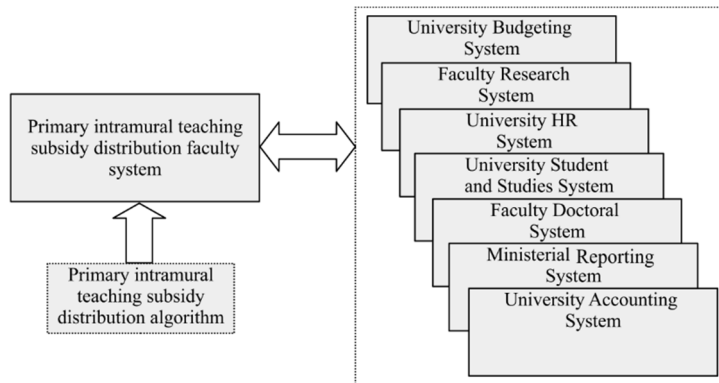 Primary intramural teaching
subsidy distribution faculty
system
Primary intramural
teaching subsidy
distribution algorithm
University Budgeting
System
Faculty Research
System
University HR
System
University Student
and Studies System
Faculty Doctoral
System
Ministerial Reporting
System
University Accounting
System